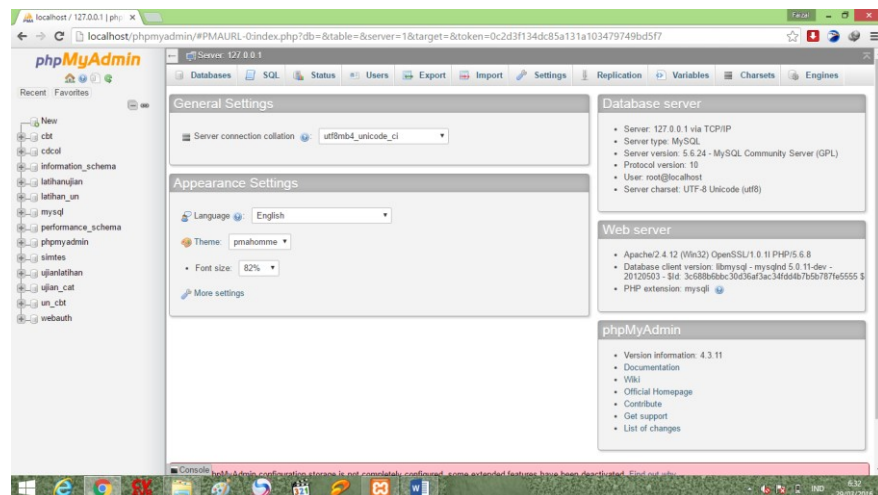 localhost / 127.0.0.1 | php
Faizal
localhost/phpmyadmin/#PMAURL-0:index.php?db=&table=&server=1&target=&token=0c2d3f134dc85a131a103479749bd5f7
phpMyAdmin
Recent Favorites
New
cbt
cdcol
information_schema
latihanujian
latihan_un
mysql
performance_schema
phpmyadmin
simtes
ujianlatihan
ujian_cat
un_cbt
webauth
Server: 127.0.0.1
Databases SQL Status Users Export Import Settings Replication Variables Charsets Engines
General Settings
Server connection collation : utf8mb4_unicode_ci
Appearance Settings
Language : English
Theme: pmahomme
Font size: 82%
More settings
Database server
Server: 127.0.0.1 via TCP/IP
Server type: MySQL
Server version: 5.6.24 - MySQL Community Server (GPL)
Protocol version: 10
User: root@localhost
Server charset: UTF-8 Unicode (utf8)
Web server
Apache/2.4.12 (Win32) OpenSSL/1.0.1l PHP/5.6.8
Database client version: libmysql - mysqlnd 5.0.11-dev -
20120503 - $Id: 3c688b6bbc30d36af3ac34fdd4b7b5b787fe5555 $
PHP extension: mysqli
phpMyAdmin
Version information: 4.3.11
Documentation
Wiki
Official Homepage
Contribute
Get support
List of changes
Console
phpMyAdmin configuration storage is not completely configured, some extended features have been deactivated. Find out why.
IND
6:32